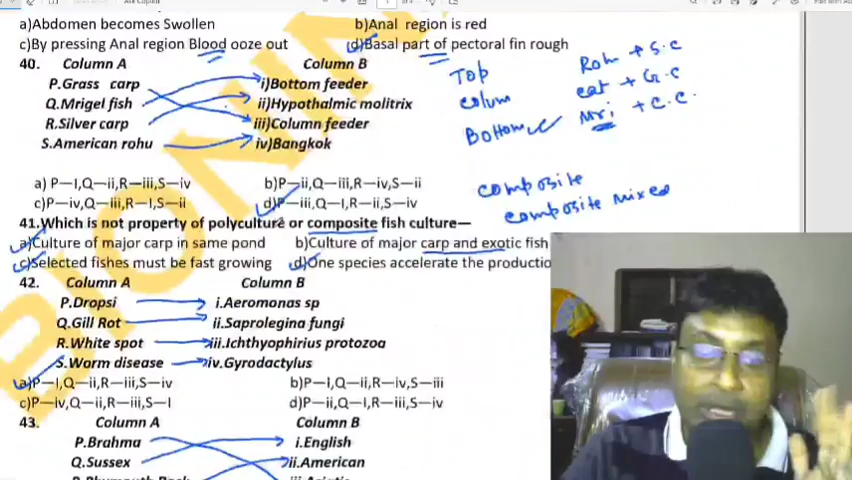 a)Abdomen becomes Swollen b)Anal region is red
c)By pressing Anal region Blood ooze out (d)Basal part of pectoral fin rough
40. Column A Column B
P.Grass carp i)Bottom feeder
Q.Mrigel fish ii)Hypothalmic molitrix
R.Silver carp iii)Column feeder
S.American rohu iv)Bangkok
Top Roh + S.C
colum cat + G.C
Bottom Mri + C.C.
a) P—I,Q—ii,R—iii,S—iv b)P—ii,Q—iii,R—iv,S—ii
c)P—iv,Q—iii,R—I,S—ii d)P—iii,Q—I,R—ii,S—iv
composite
composite mixed
41.Which is not property of polyculture or composite fish culture—
a)Culture of major carp in same pond b)Culture of major carp and exotic fish
c)Selected fishes must be fast growing d)One species accelerate the productio
42. Column A Column B
P.Dropsi i.Aeromonas sp
Q.Gill Rot ii.Saprolegina fungi
R.White spot iii.Ichthyophirius protozoa
S.Worm disease iv.Gyrodactylus
a)P—I,Q—ii,R—iii,S—iv b)P—I,Q—ii,R—iv,S—iii
c)P—iv,Q—ii,R—iii,S—I d)P—ii,Q—I,R—iii,S—iv
43. Column A Column B
P.Brahma i.English
Q.Sussex ii.American